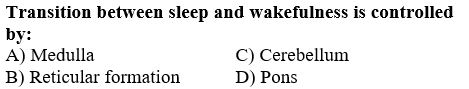 Transition between sleep and wakefulness is controlled
by:
A) Medulla C) Cerebellum
B) Reticular formation D) Pons